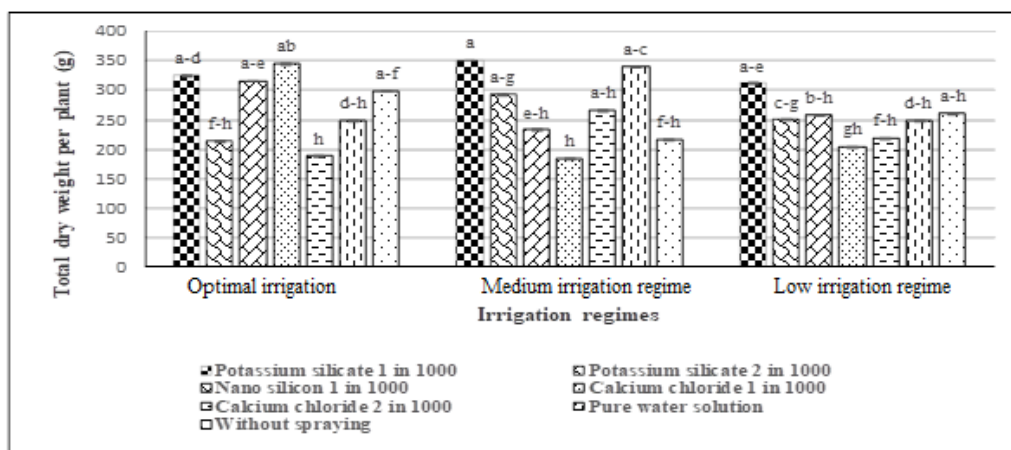 Total dry weight per plant (g)
400
350
300
250
200
150
100
50
0
a-d
f-h
a-e
ab
h
d-h
a-f
a
a-g
e-h
h
a-h
a-c
f-h
a-e
c-g
b-h
gh
f-h
d-h
a-h
Optimal irrigation Medium irrigation regime Low irrigation regime
Irrigation regimes
Potassium silicate 1 in 1000 Potassium silicate 2 in 1000
Nano silicon 1 in 1000 Calcium chloride 1 in 1000
Calcium chloride 2 in 1000 Pure water solution
Without spraying